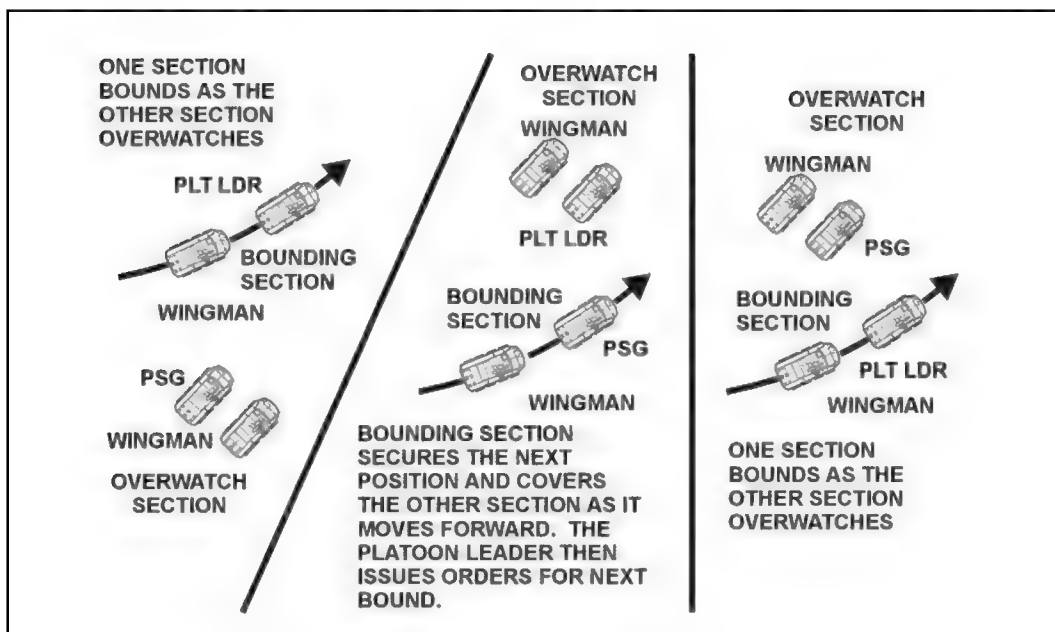 ONE SECTION
BOUNDS AS THE
OTHER SECTION
OVERWATCHES
PLT LDR
BOUNDING
SECTION
WINGMAN
PSG
WINGMAN
OVERWATCH
SECTION
OVERWATCH
SECTION
WINGMAN
PLT LDR
BOUNDING
SECTION
PSG
WINGMAN
BOUNDING SECTION
SECURES THE NEXT
POSITION AND COVERS
THE OTHER SECTION AS IT
MOVES FORWARD. THE
PLATOON LEADER THEN
ISSUES ORDERS FOR NEXT
BOUND.
OVERWATCH
SECTION
WINGMAN
PSG
BOUNDING
SECTION
PLT LDR
WINGMAN
ONE SECTION
BOUNDS AS THE
OTHER SECTION
OVERWATCHES